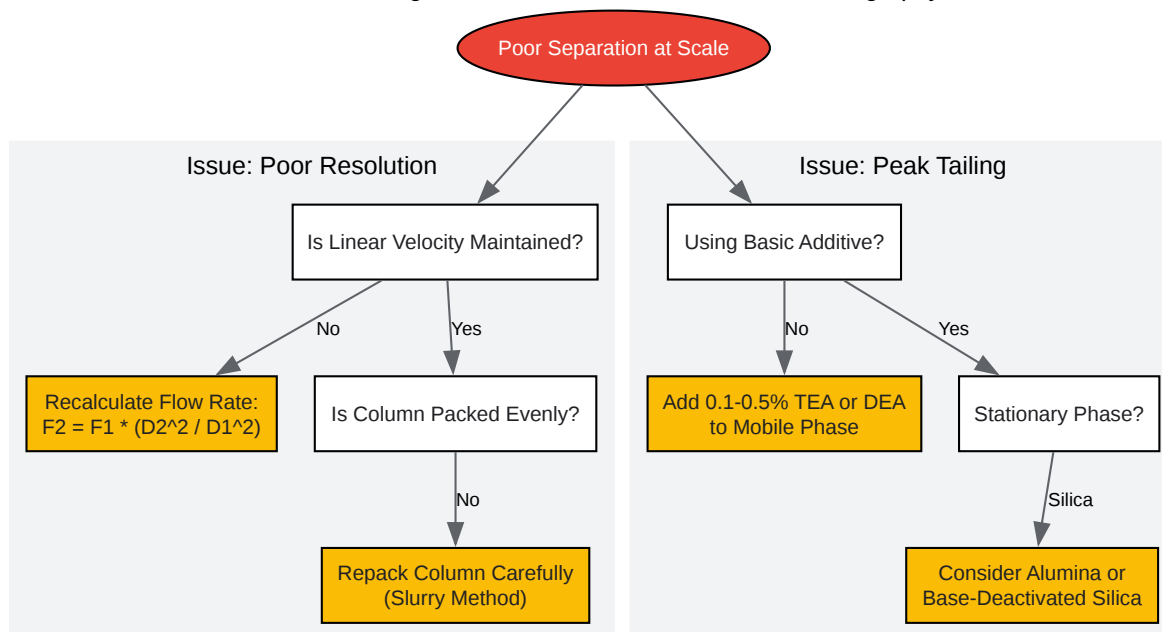 Poor Separation at Scale
Issue: Poor Resolution
Issue: Peak Tailing
Is Linear Velocity Maintained?
Using Basic Additive?
No
Yes
No
Yes
Recalculate Flow Rate:
F2 = F1 * (D2^2 / D1^2)
Is Column Packed Evenly?
Add 0.1-0.5% TEA or DEA
to Mobile Phase
Stationary Phase?
No
Silica
Repack Column Carefully
(Slurry Method)
Consider Alumina or
Base-Deactivated Silica